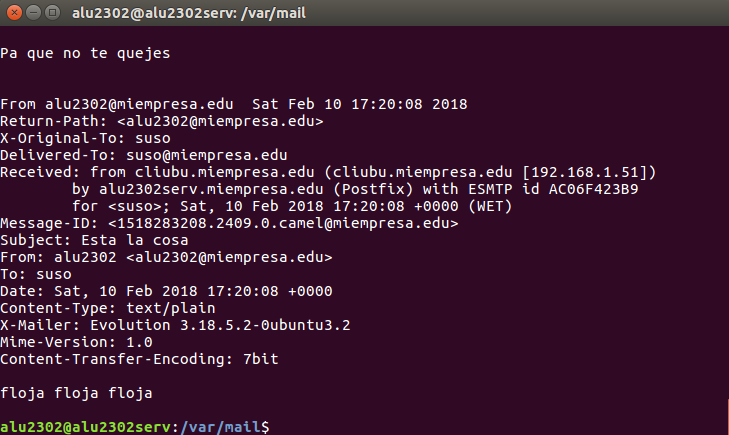 alu2302@alu2302serv: /var/mail
Pa que no te quejes
From alu2302@miempresa.edu  Sat Feb 10 17:20:08 2018
Return-Path: <alu2302@miempresa.edu>
X-Original-To: suso
Delivered-To: suso@miempresa.edu
Received: from cliubu.miempresa.edu (cliubu.miempresa.edu [192.168.1.51])
        by alu2302serv.miempresa.edu (Postfix) with ESMTP id AC06F423B9
        for <suso>; Sat, 10 Feb 2018 17:20:08 +0000 (WET)
Message-ID: <1518283208.2409.0.camel@miempresa.edu>
Subject: Esta la cosa
From: alu2302 <alu2302@miempresa.edu>
To: suso
Date: Sat, 10 Feb 2018 17:20:08 +0000
Content-Type: text/plain
X-Mailer: Evolution 3.18.5.2-0ubuntu3.2
Mime-Version: 1.0
Content-Transfer-Encoding: 7bit
floja floja floja
alu2302@alu2302serv:/var/mail$